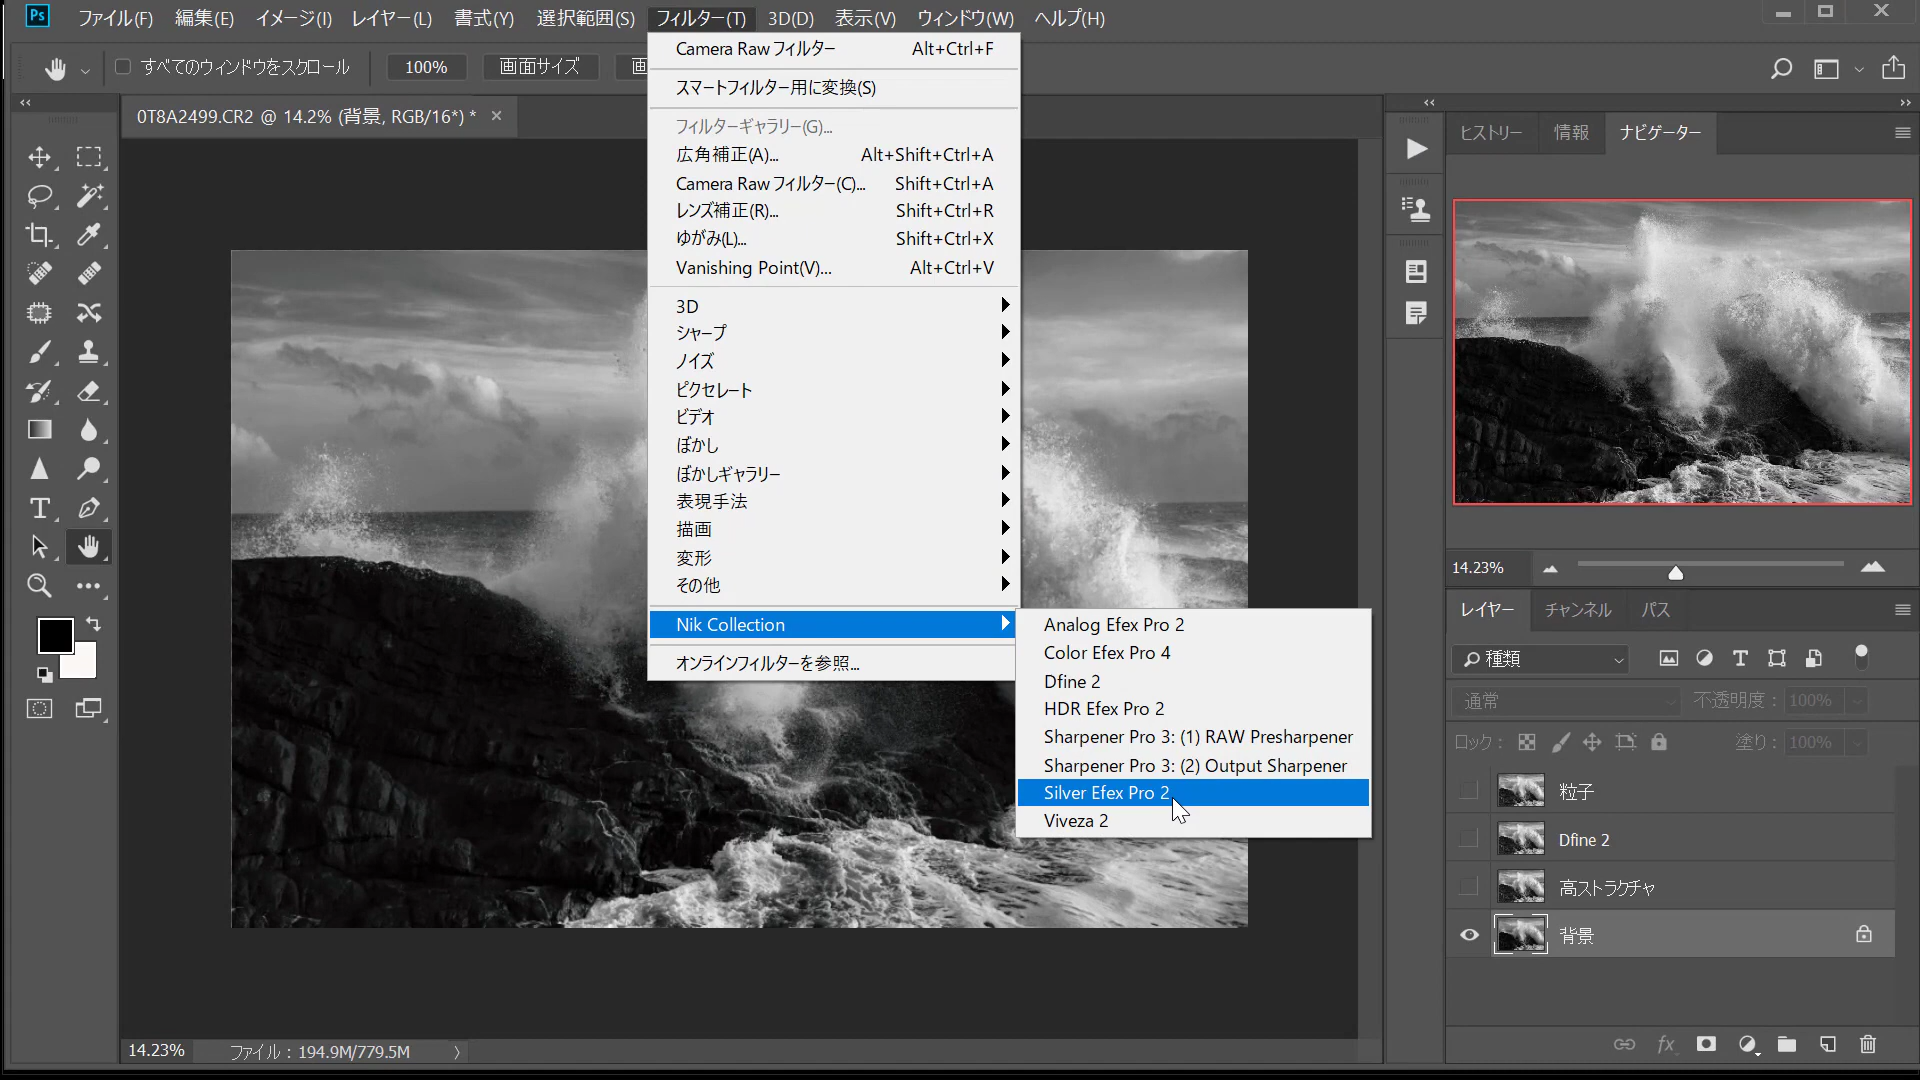 Ps
ファイル(F) 編集(E) イメージ(I) レイヤー(L) 書式(Y) 選択範囲(S) フィルター(T) 3D(D) 表示(V) ウィンドウ(W) ヘルプ(H)
すべてのウィンドウをスクロール 100% 画面サイズ 画
0T8A2499.CR2 @ 14.2% (背景, RGB/16*) *
Camera Raw フィルター Alt+Ctrl+F
スマートフィルター用に変換(S)
フィルターギャラリー(G)...
広角補正(A)... Alt+Shift+Ctrl+A
Camera Raw フィルター(C)... Shift+Ctrl+A
レンズ補正(R)... Shift+Ctrl+R
ゆがみ(L)... Shift+Ctrl+X
Vanishing Point(V)... Alt+Ctrl+V
3D
シャープ
ノイズ
ピクセレート
ビデオ
ぼかし
ぼかしギャラリー
表現手法
描画
変形
その他
Nik Collection
オンラインフィルターを参照...
Analog Efex Pro 2
Color Efex Pro 4
Dfine 2
HDR Efex Pro 2
Sharpener Pro 3: (1) RAW Presharpener
Sharpener Pro 3: (2) Output Sharpener
Silver Efex Pro 2
Viveza 2
ヒストリー 情報 ナビゲーター
14.23%
レイヤー チャンネル パス
種類
通常 不透明度 : 100%
ロック : 塗り : 100%
粒子
Dfine 2
高ストラクチャ
背景
fx
14.23% ファイル : 194.9M/779.5M